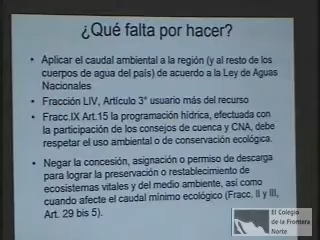 ¿Qué falta por hacer?
• Aplicar el caudal ambiental a la región (y al resto de los
cuerpos de agua del país) de acuerdo a la Ley de Aguas
Nacionales
• Fracción LIV, Artículo 3° usuario más del recurso
• Fracc.IX Art.15 la programación hídrica, efectuada con
la participación de los consejos de cuenca y CNA, debe
respetar el uso ambiental o de conservación ecológica.
• Negar la concesión, asignación o permiso de descarga
para lograr la preservación o restablecimiento de
ecosistemas vitales y del medio ambiente, así como
cuando afecte el caudal mínimo ecológico (Fracc. II y III,
Art. 29 bis 5).
El Colegio
de la Frontera
Norte